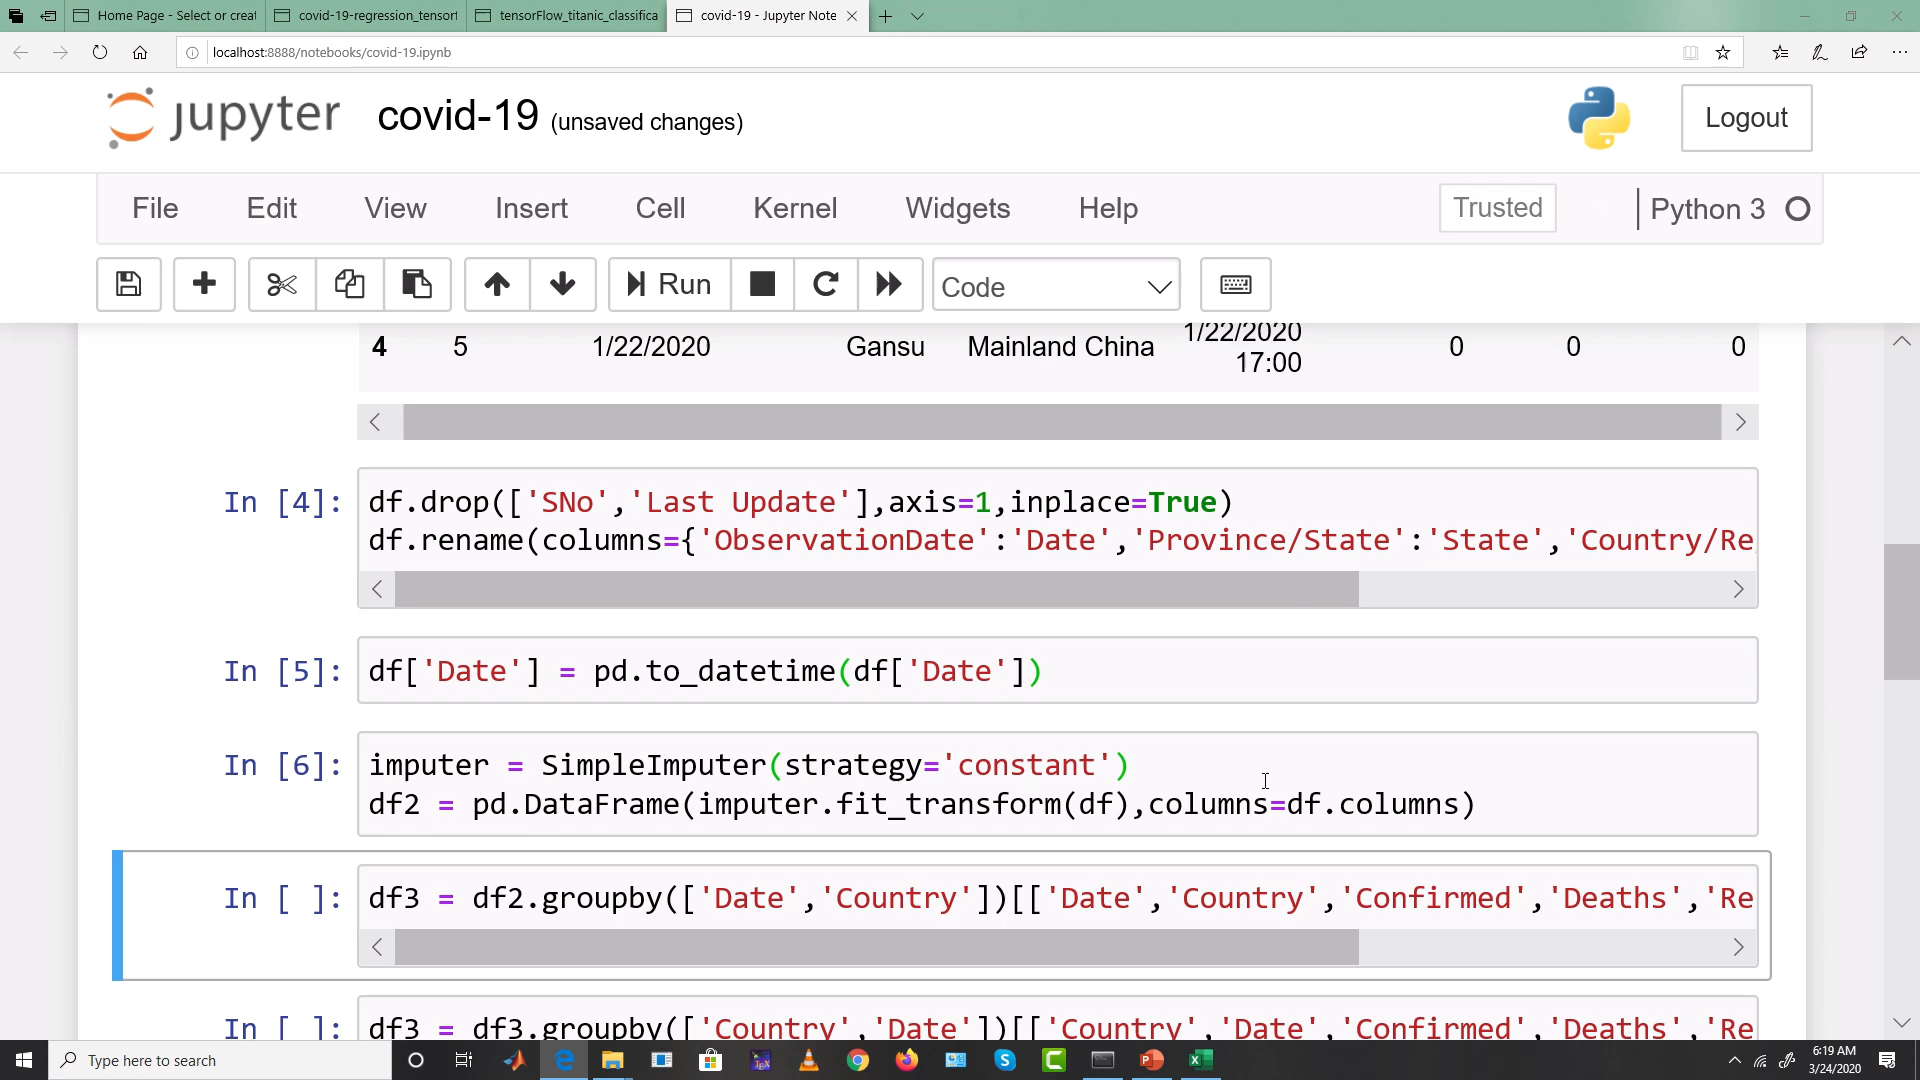 Home Page - Select or creat
covid-19-regression_tensorf
tensorFlow_titanic_classifica
covid-19 - Jupyter Note
localhost:8888/notebooks/covid-19.ipynb
jupyter covid-19 (unsaved changes)
Logout
File Edit View Insert Cell Kernel Widgets Help Trusted Python 3
Run Code
4 5 1/22/2020 Gansu Mainland China 1/22/2020 17:00 0 0 0
In [4]: df.drop(['SNo','Last Update'],axis=1,inplace=True)
df.rename(columns={'ObservationDate':'Date','Province/State':'State','Country/Re
In [5]: df['Date'] = pd.to_datetime(df['Date'])
In [6]: imputer = SimpleImputer(strategy='constant')
df2 = pd.DataFrame(imputer.fit_transform(df),columns=df.columns)
In [ ]: df3 = df2.groupby(['Date','Country'])[['Date','Country','Confirmed','Deaths','Re
In [ ]: df3 = df3.groupby(['Country','Date'])[['Country','Date','Confirmed','Deaths','Re
Type here to search
6:19 AM
3/24/2020